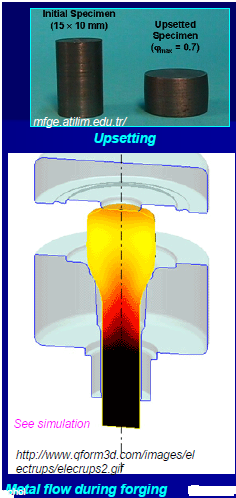 Initial Specimen
(15 × 10 mm)
Upsetted
Specimen
(φmax = 0.7)
mfge.atilim.edu.tr/
Upsetting
See simulation
http://www.qform3d.com/images/el
ectrups/elecrups2.gif
Metal flow during forging